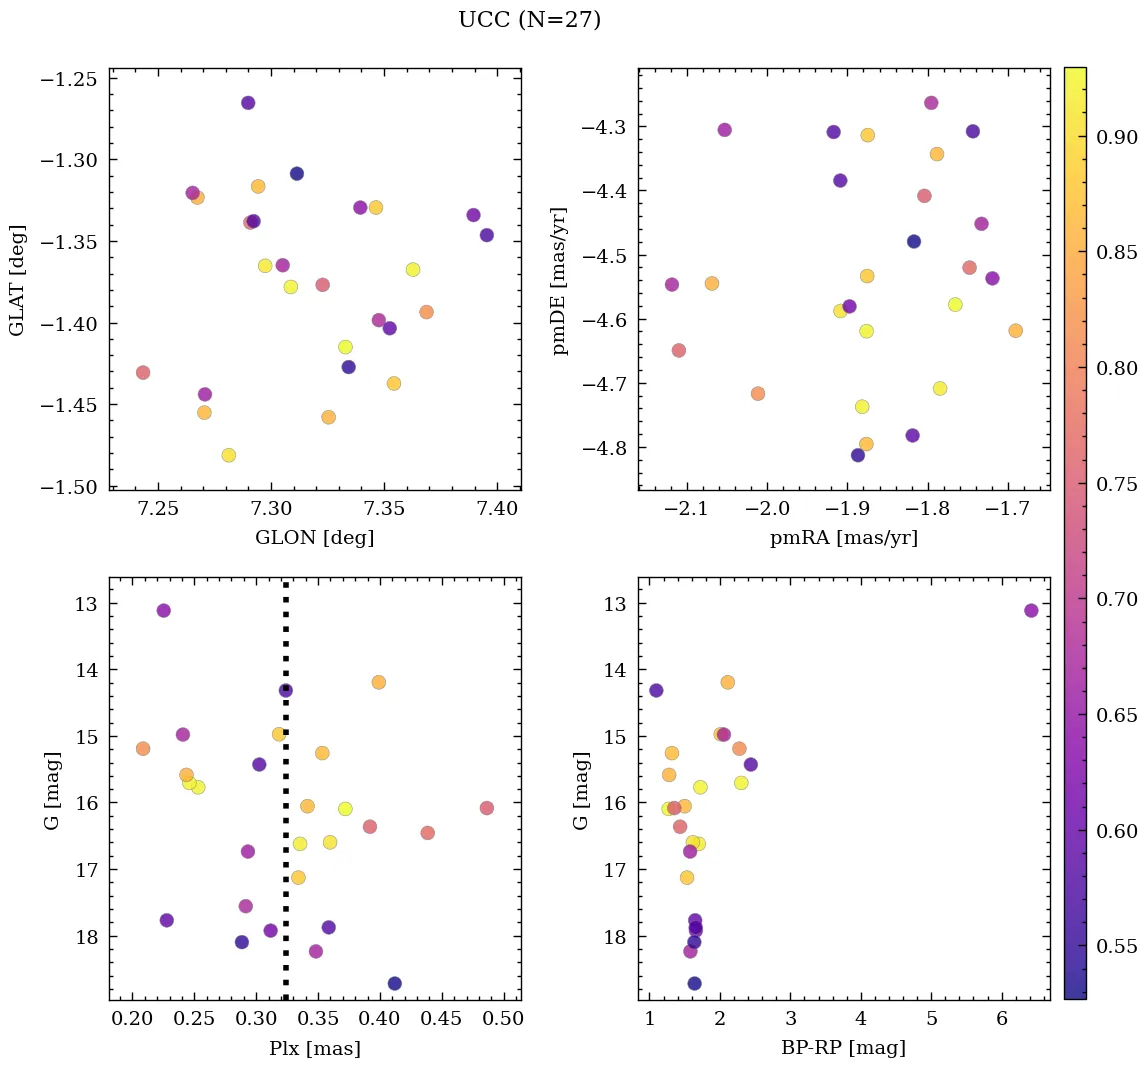 UCC (N=27)
−1.25
−1.30
−1.35
−1.40
−1.45
−1.50
GLAT [deg]
7.25 7.30 7.35 7.40
GLON [deg]
−4.3
−4.4
−4.5
−4.6
−4.7
−4.8
pmDE [mas/yr]
−2.1 −2.0 −1.9 −1.8 −1.7
pmRA [mas/yr]
13
14
15
16
17
18
G [mag]
0.20 0.25 0.30 0.35 0.40 0.45 0.50
Plx [mas]
13
14
15
16
17
18
G [mag]
1 2 3 4 5 6
BP-RP [mag]
0.90
0.85
0.80
0.75
0.70
0.65
0.60
0.55